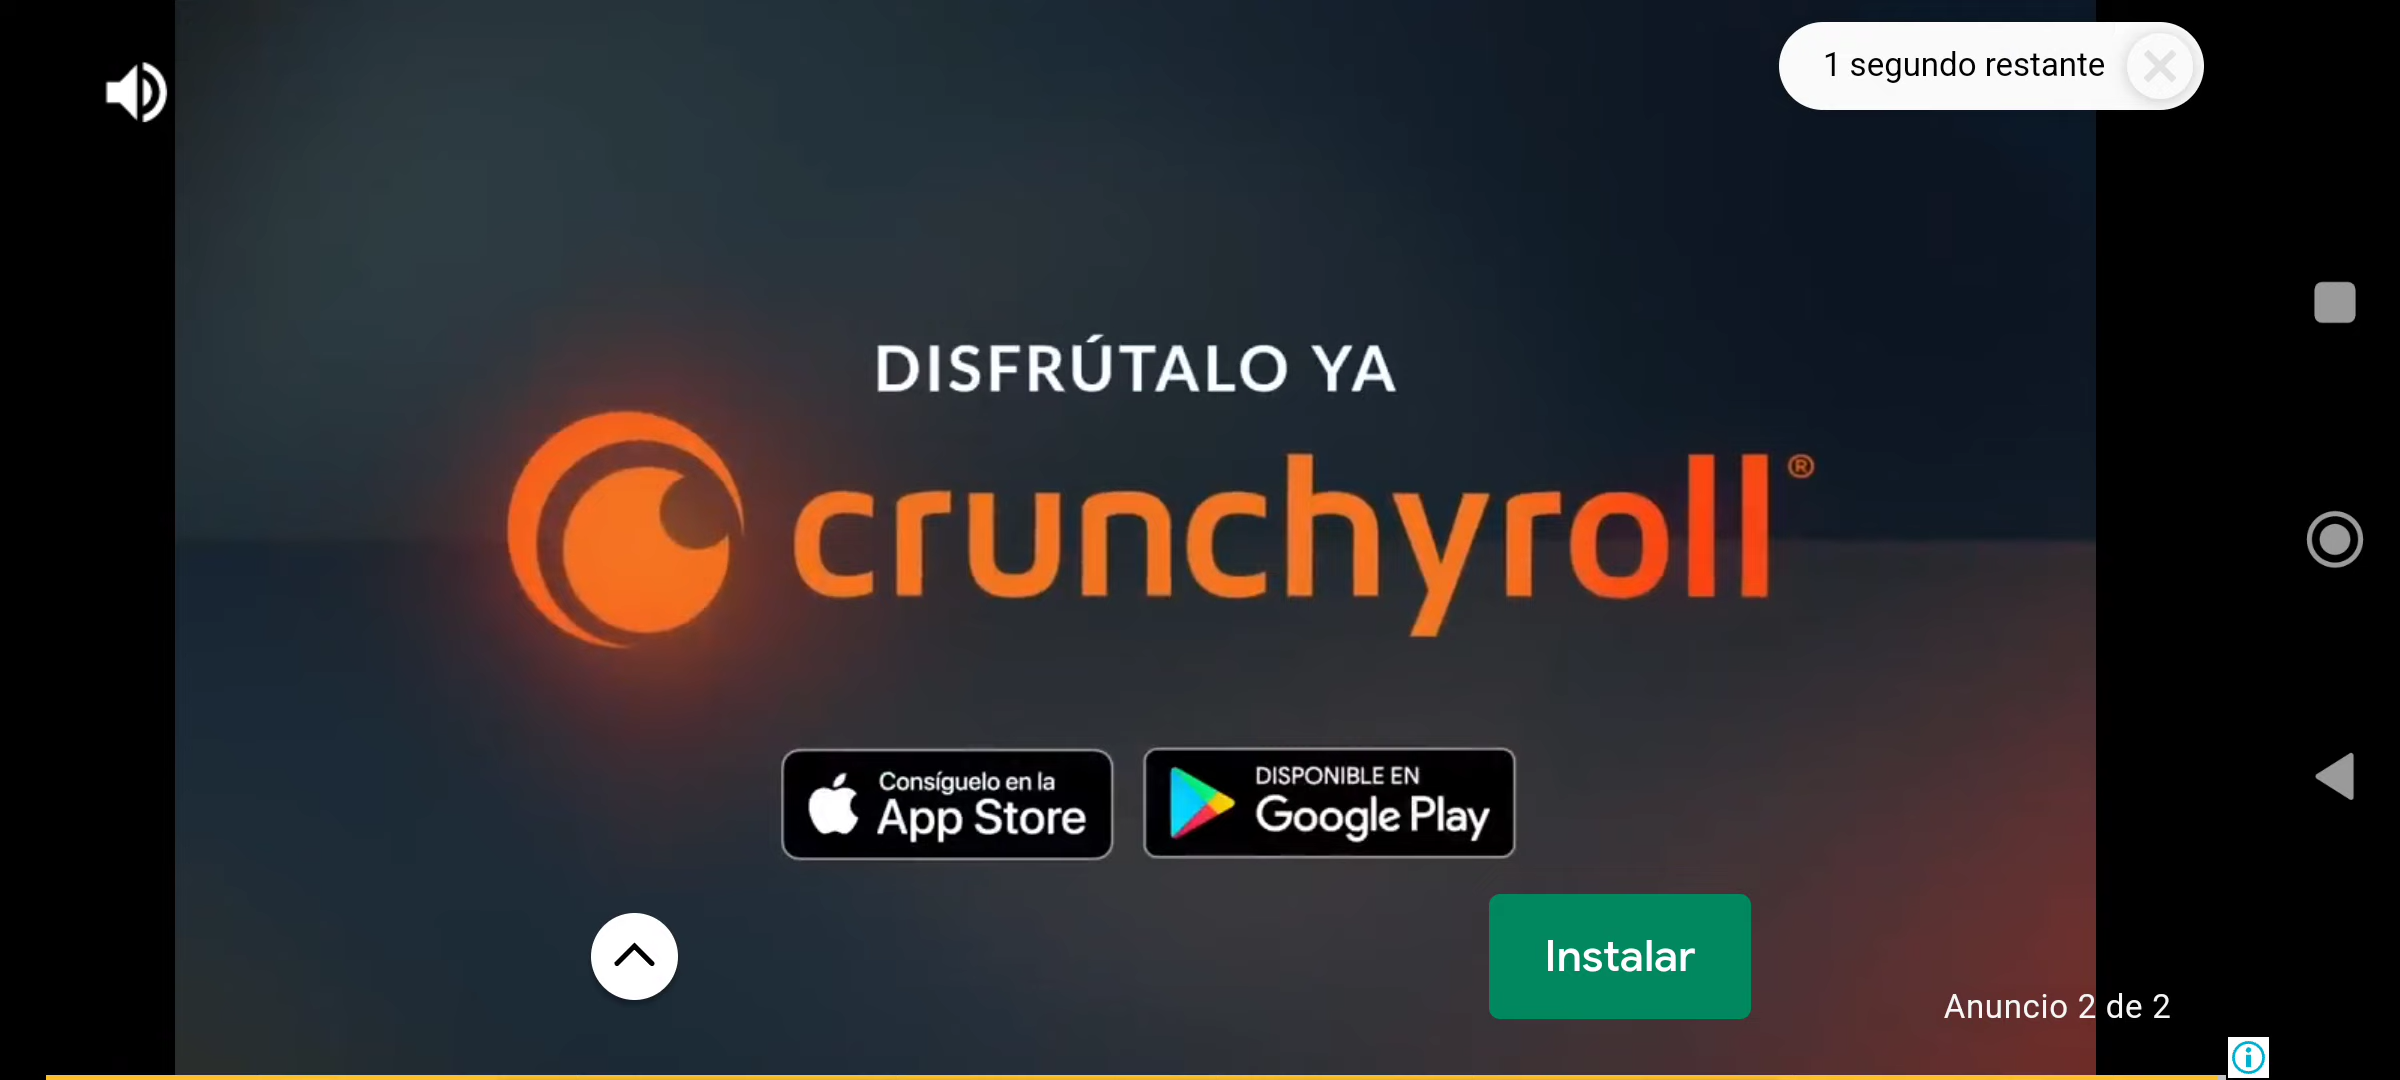 1 segundo restante
DISFRÚTALO YA
crunchyroll®
Consíguelo en la
App Store
DISPONIBLE EN
Google Play
Instalar
Anuncio 2 de 2